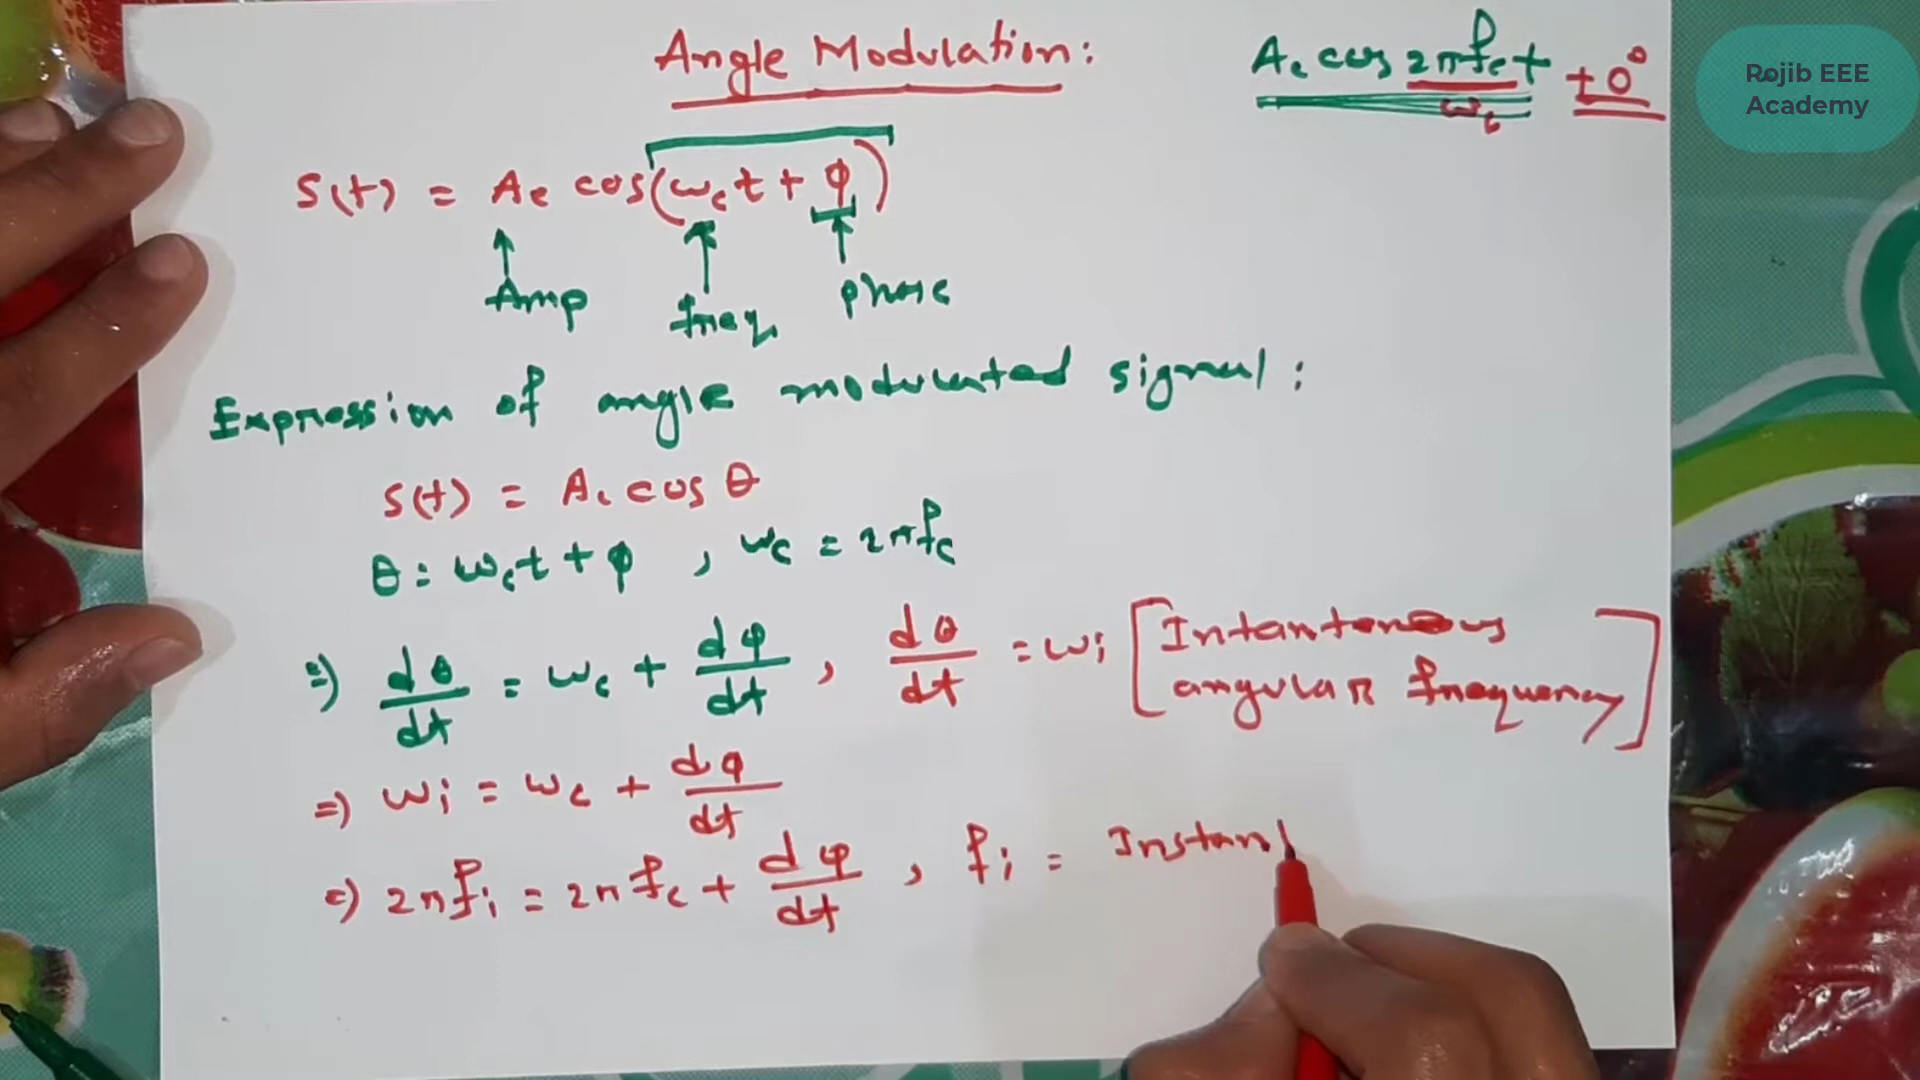 Angle Modulation:
Ac cos 2πfct + 0°
ωc
Rojib EEE
Academy
S(t) = Ac cos(ωct + φ)
Amp freq phase
Expression of angle modulated signal:
S(t) = Ac cos θ
θ = ωct + φ , ωc = 2πfc
⇒ dθ/dt = ωc + dφ/dt , dθ/dt = ωi [Intantenous
angular frequency]
⇒ ωi = ωc + dφ/dt
⇒ 2πfi = 2πfc + dφ/dt , fi = Instan